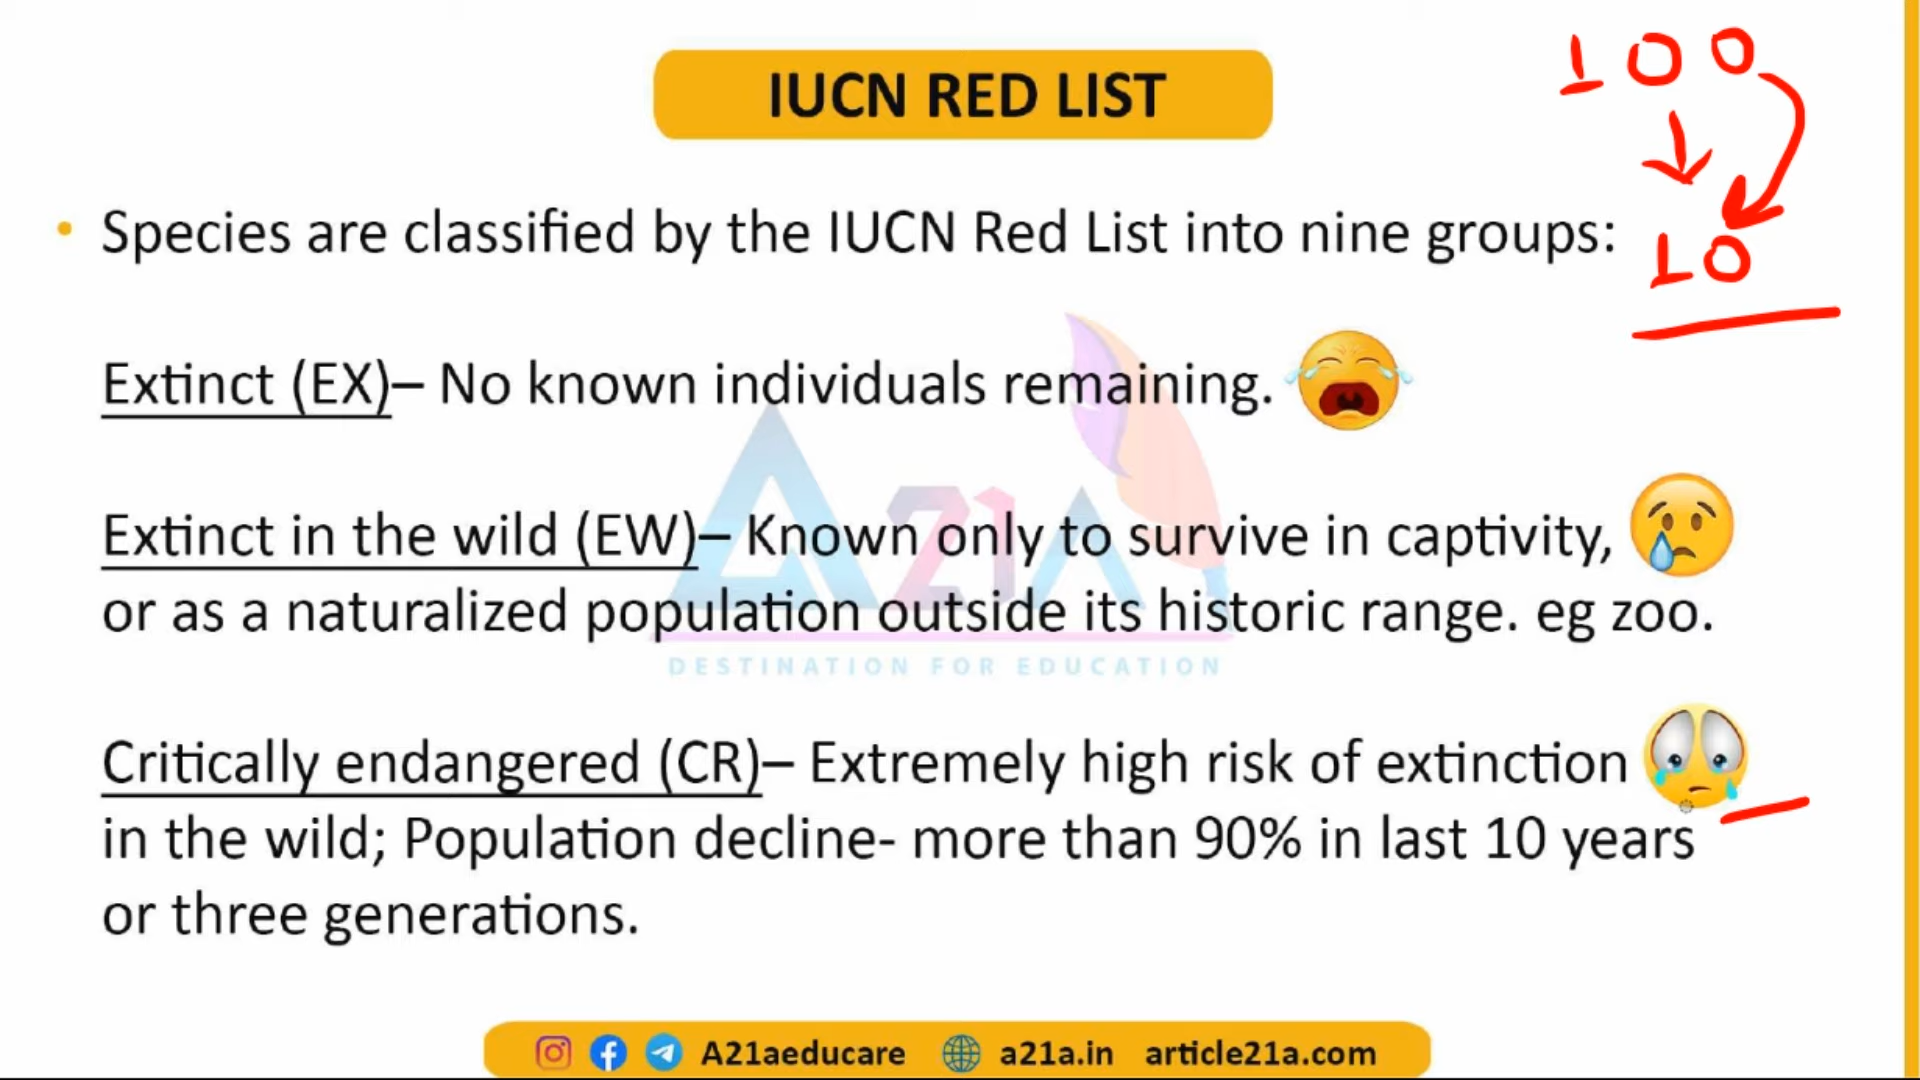 IUCN RED LIST
100
10
• Species are classified by the IUCN Red List into nine groups:
Extinct (EX)– No known individuals remaining.
Extinct in the wild (EW)– Known only to survive in captivity,
or as a naturalized population outside its historic range. eg zoo.
A21A
DESTINATION FOR EDUCATION
Critically endangered (CR)– Extremely high risk of extinction
in the wild; Population decline- more than 90% in last 10 years
or three generations.
A21aeducare a21a.in article21a.com